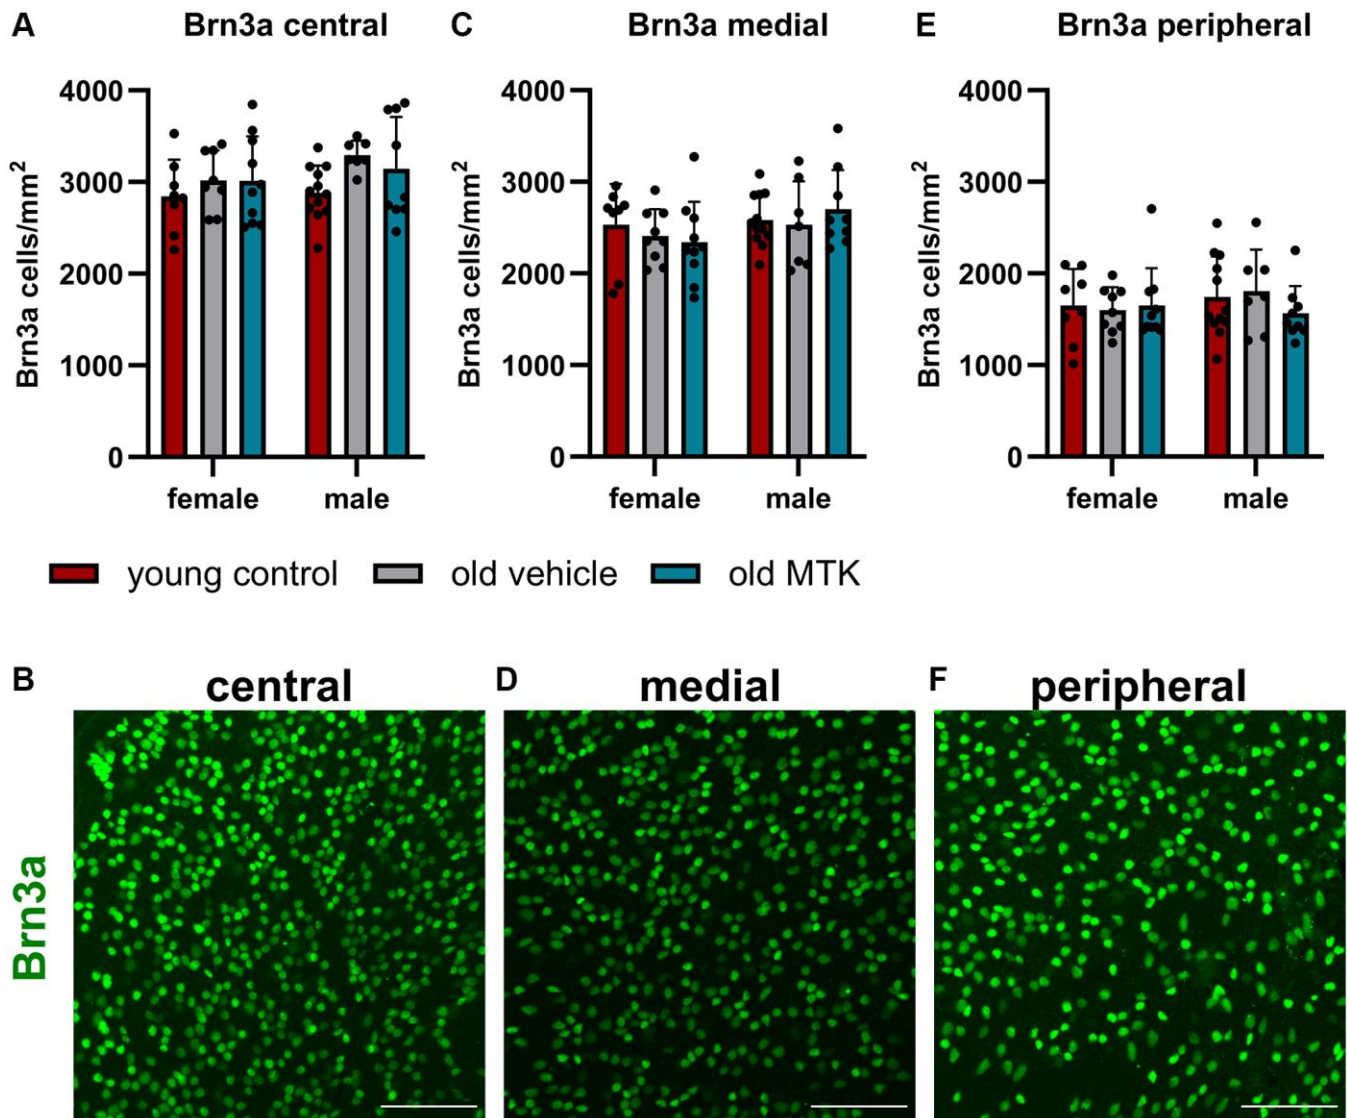 A Brn3a central
C Brn3a medial
E Brn3a peripheral
Brn3a cells/mm²
4000
3000
2000
1000
0
female male
Brn3a cells/mm²
4000
3000
2000
1000
0
female male
Brn3a cells/mm²
4000
3000
2000
1000
0
female male
young control old vehicle old MTK
B central
D medial
F peripheral
Brn3a